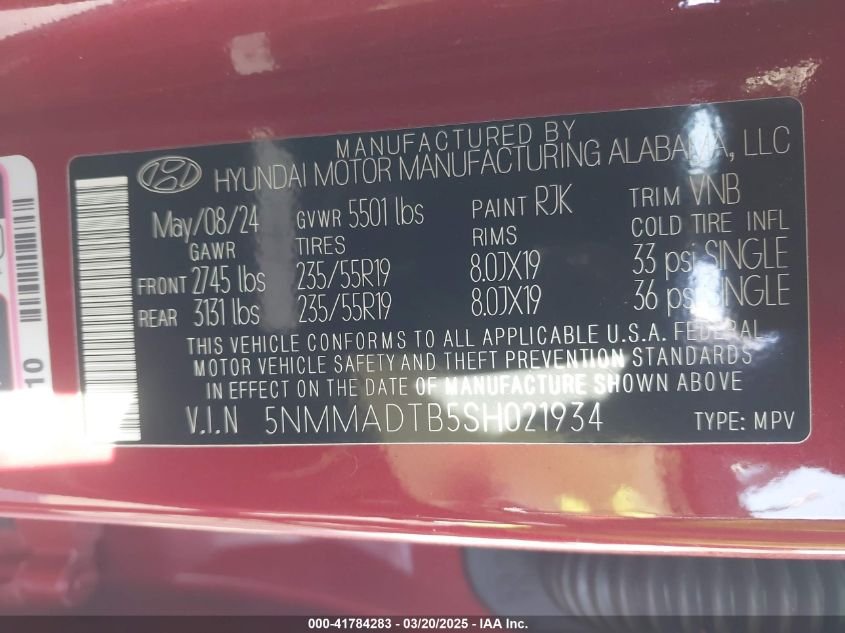 MANUFACTURED BY
HYUNDAI MOTOR MANUFACTURING ALABAMA, LLC
May/08/24 GVWR 5501 lbs PAINT RJK TRIM VNB
GAWR TIRES RIMS COLD TIRE INFL
FRONT 2745 lbs 235/55R19 8.0JX19 33 psi SINGLE
REAR 3131 lbs 235/55R19 8.0JX19 36 psi SINGLE
THIS VEHICLE CONFORMS TO ALL APPLICABLE U.S.A. FEDERAL
MOTOR VEHICLE SAFETY AND THEFT PREVENTION STANDARDS
IN EFFECT ON THE DATE OF MANUFACTURE SHOWN ABOVE
V.I.N 5NMMADTB5SH021934 TYPE: MPV
10
000-41784283 - 03/20/2025 - IAA Inc.